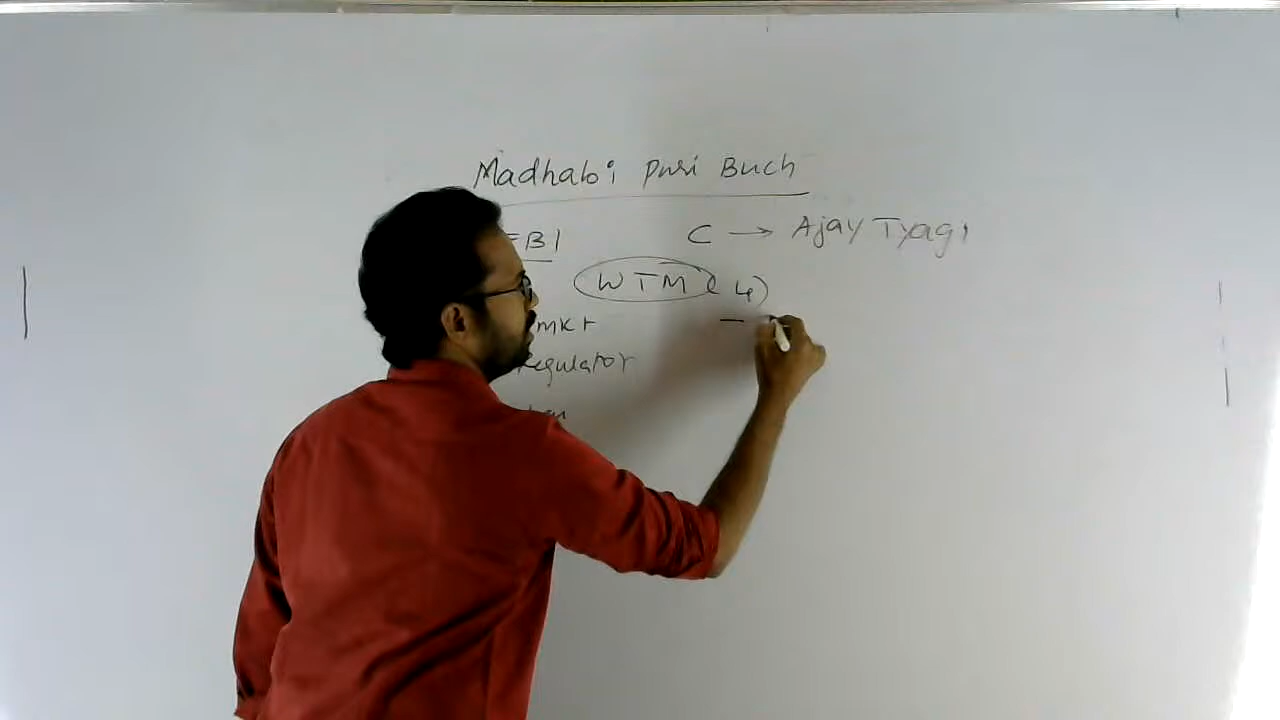 Madhabi Puri Buch
EBI C → Ajay Tyagi
WTM (4)
mkt —
Regulator